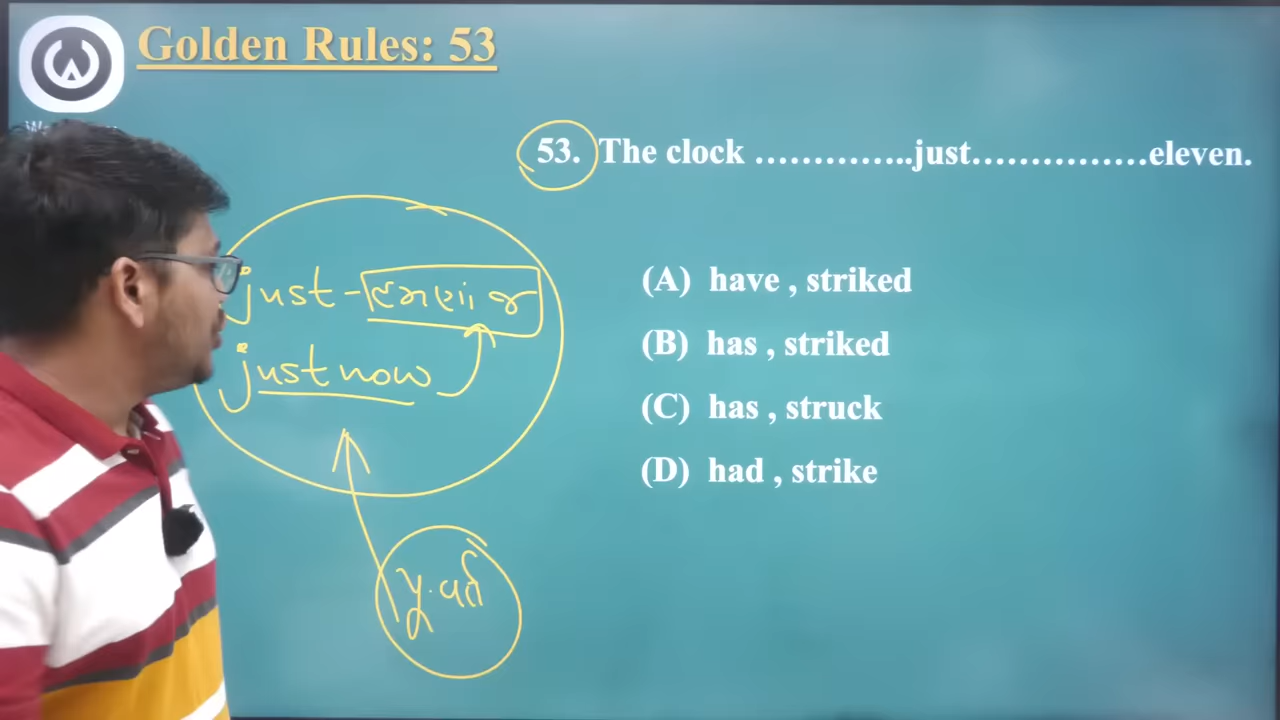 Golden Rules: 53
53. The clock …………..just……………eleven.
just - હમણાં જ
just now
(A) have , striked
(B) has , striked
(C) has , struck
(D) had , strike